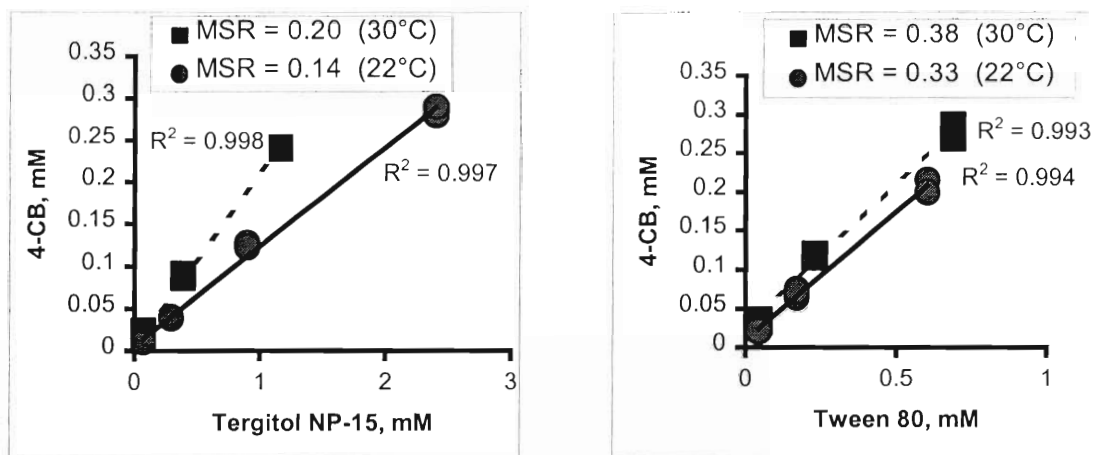 MSR = 0.20 (30°C)
MSR = 0.14 (22°C)
0.35
0.3
0.25
0.2
0.15
0.1
0.05
0
R² = 0.998
R² = 0.997
4-CB, mM
0 1 2 3
Tergitol NP-15, mM
MSR = 0.38 (30°C)
MSR = 0.33 (22°C)
0.35
0.3
0.25
0.2
0.15
0.1
0.05
0
R² = 0.993
R² = 0.994
4-CB, mM
0 0.5 1
Tween 80, mM